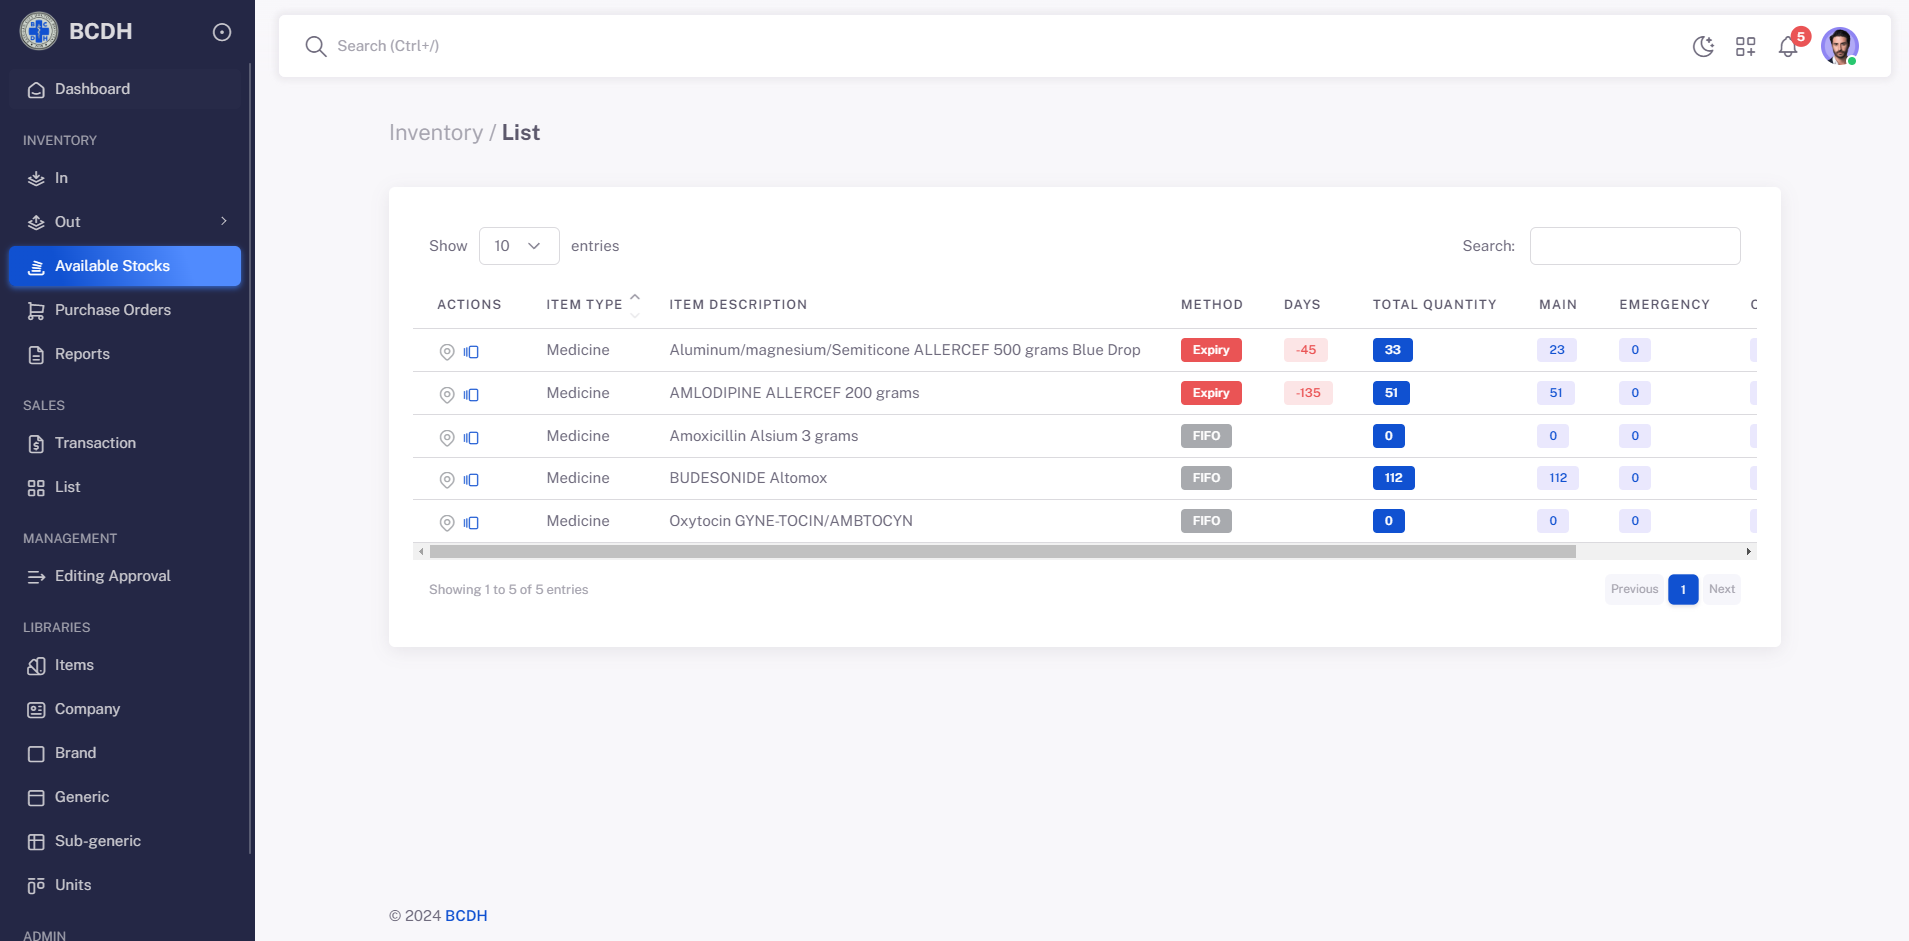 BCDH
Search (Ctrl+/)
5
Dashboard
INVENTORY
In
Out
Available Stocks
Purchase Orders
Reports
SALES
Transaction
List
MANAGEMENT
Editing Approval
LIBRARIES
Items
Company
Brand
Generic
Sub-generic
Units
ADMIN
Inventory / List
Show 10 entries
Search:
ACTIONS ITEM TYPE ITEM DESCRIPTION METHOD DAYS TOTAL QUANTITY MAIN EMERGENCY
Medicine Aluminum/magnesium/Semiticone ALLERCEF 500 grams Blue Drop Expiry -45 33 23 0
Medicine AMLODIPINE ALLERCEF 200 grams Expiry -135 51 51 0
Medicine Amoxicillin Alsium 3 grams FIFO 0 0 0
Medicine BUDESONIDE Altomox FIFO 112 112 0
Medicine Oxytocin GYNE-TOCIN/AMBTOCYN FIFO 0 0 0
Showing 1 to 5 of 5 entries
Previous 1 Next
© 2024 BCDH